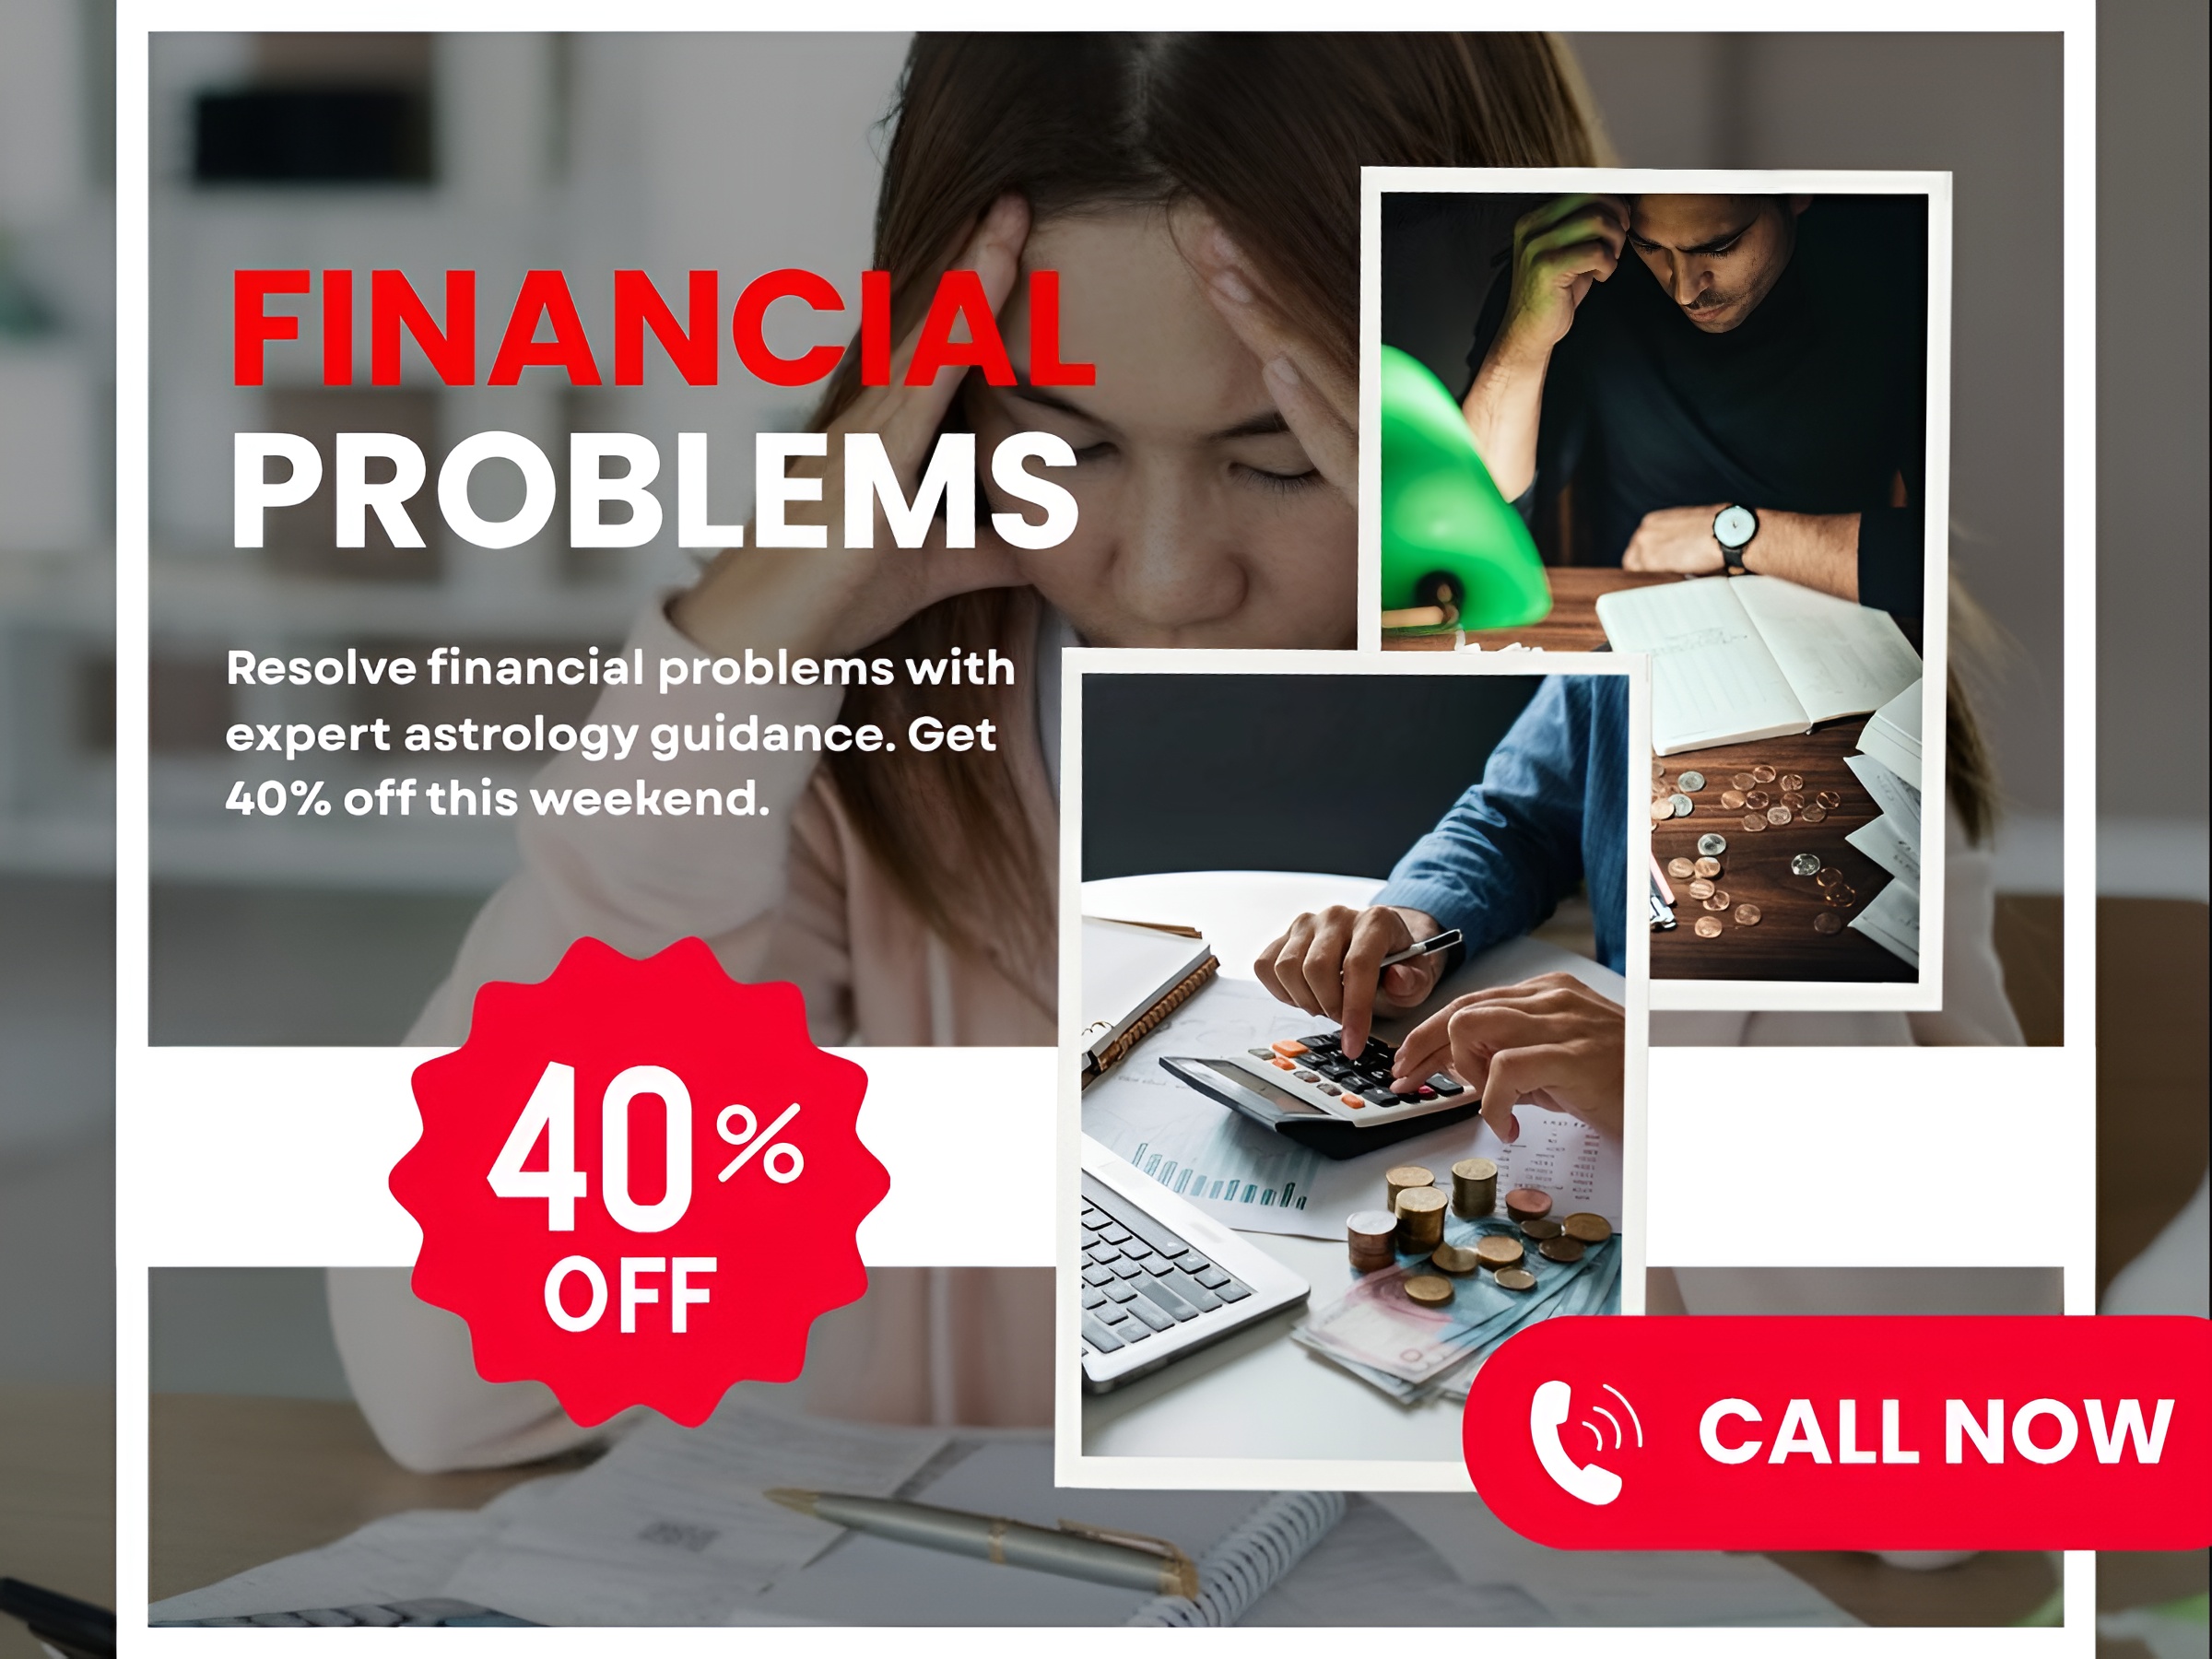 FINANCIAL
PROBLEMS
Resolve financial problems with
expert astrology guidance. Get
40% off this weekend.
40%
OFF
CALL NOW